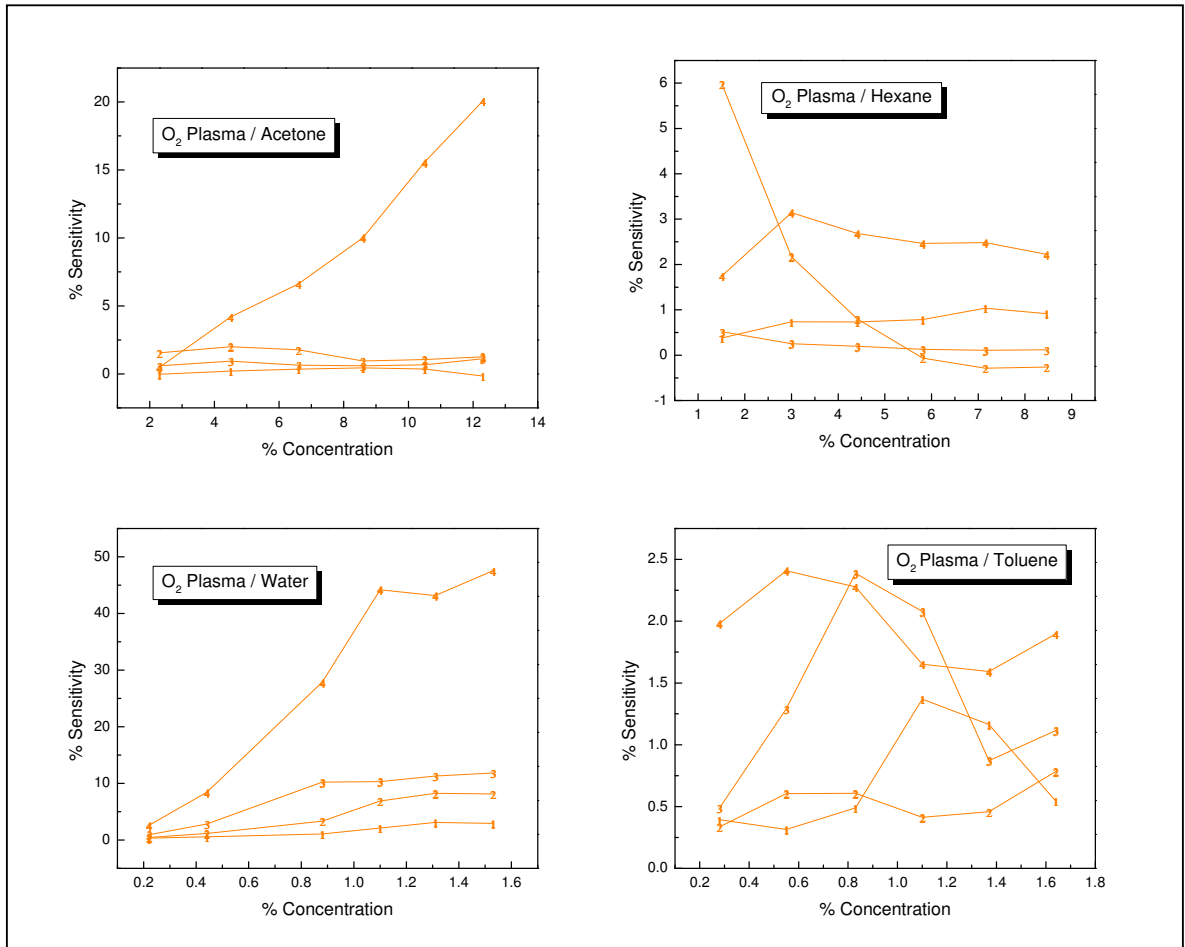 O2 Plasma / Acetone
% Sensitivity
20
15
10
5
0
2 4 6 8 10 12 14
% Concentration
O2 Plasma / Hexane
% Sensitivity
6
5
4
3
2
1
0
-1
1 2 3 4 5 6 7 8 9
% Concentration
O2 Plasma / Water
% Sensitivity
50
40
30
20
10
0
0.2 0.4 0.6 0.8 1.0 1.2 1.4 1.6
% Concentration
O2 Plasma / Toluene
% Sensitivity
2.5
2.0
1.5
1.0
0.5
0.0
0.2 0.4 0.6 0.8 1.0 1.2 1.4 1.6 1.8
% Concentration